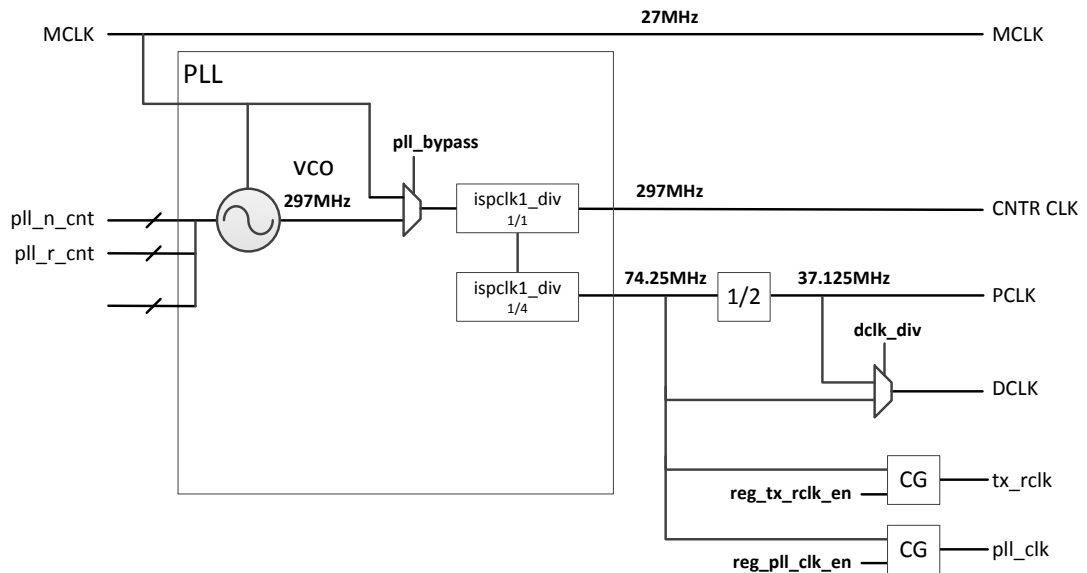 27MHz
MCLK
MCLK
PLL
pll_bypass
VCO
297MHz
ispclk1_div
1/1
297MHz
pll_n_cnt
CNTR CLK
pll_r_cnt
ispclk1_div
1/4
74.25MHz
1/2
37.125MHz
PCLK
dclk_div
DCLK
CG
tx_rclk
reg_tx_rclk_en
CG
pll_clk
reg_pll_clk_en